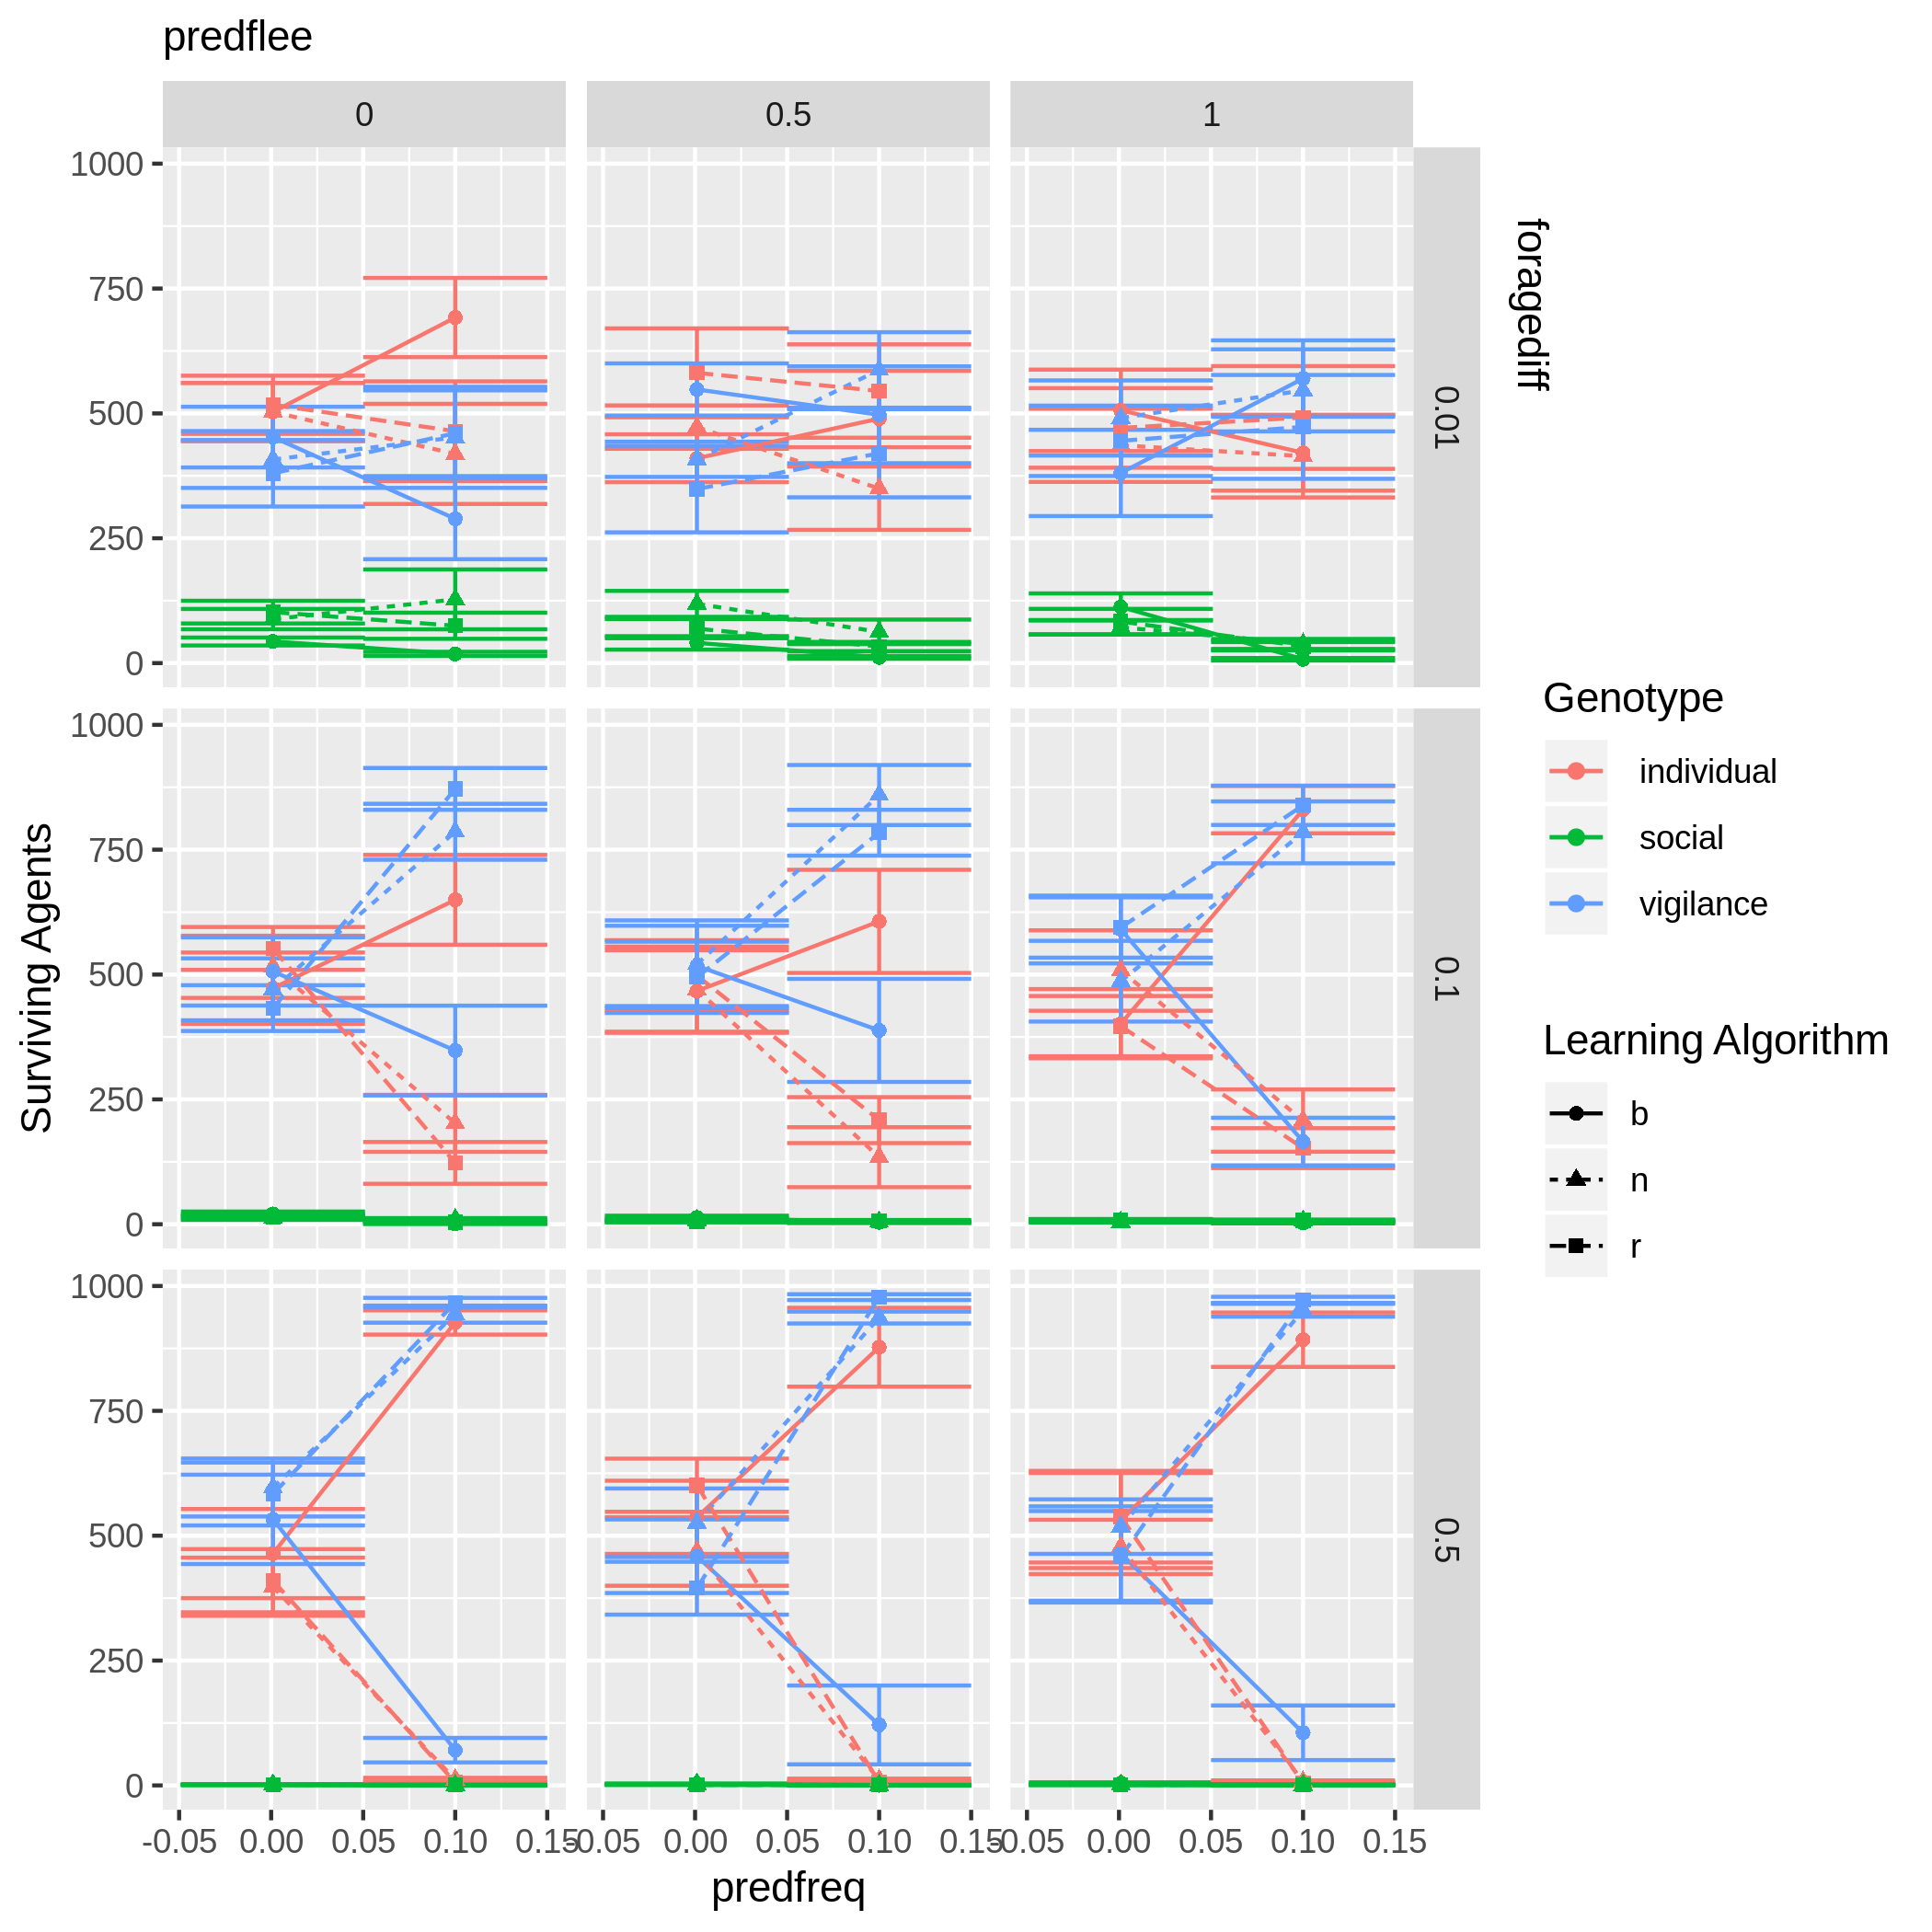 predflee
0 0.5 1
1000
750
500
250
0
0.01
foragediff
1000
750
500
250
0
0.1
Surviving Agents
1000
750
500
250
0
0.5
-0.05 0.00 0.05 0.10 0.15 -0.05 0.00 0.05 0.10 0.15 -0.05 0.00 0.05 0.10 0.15
predfreq
Genotype
individual
social
vigilance
Learning Algorithm
b
n
r